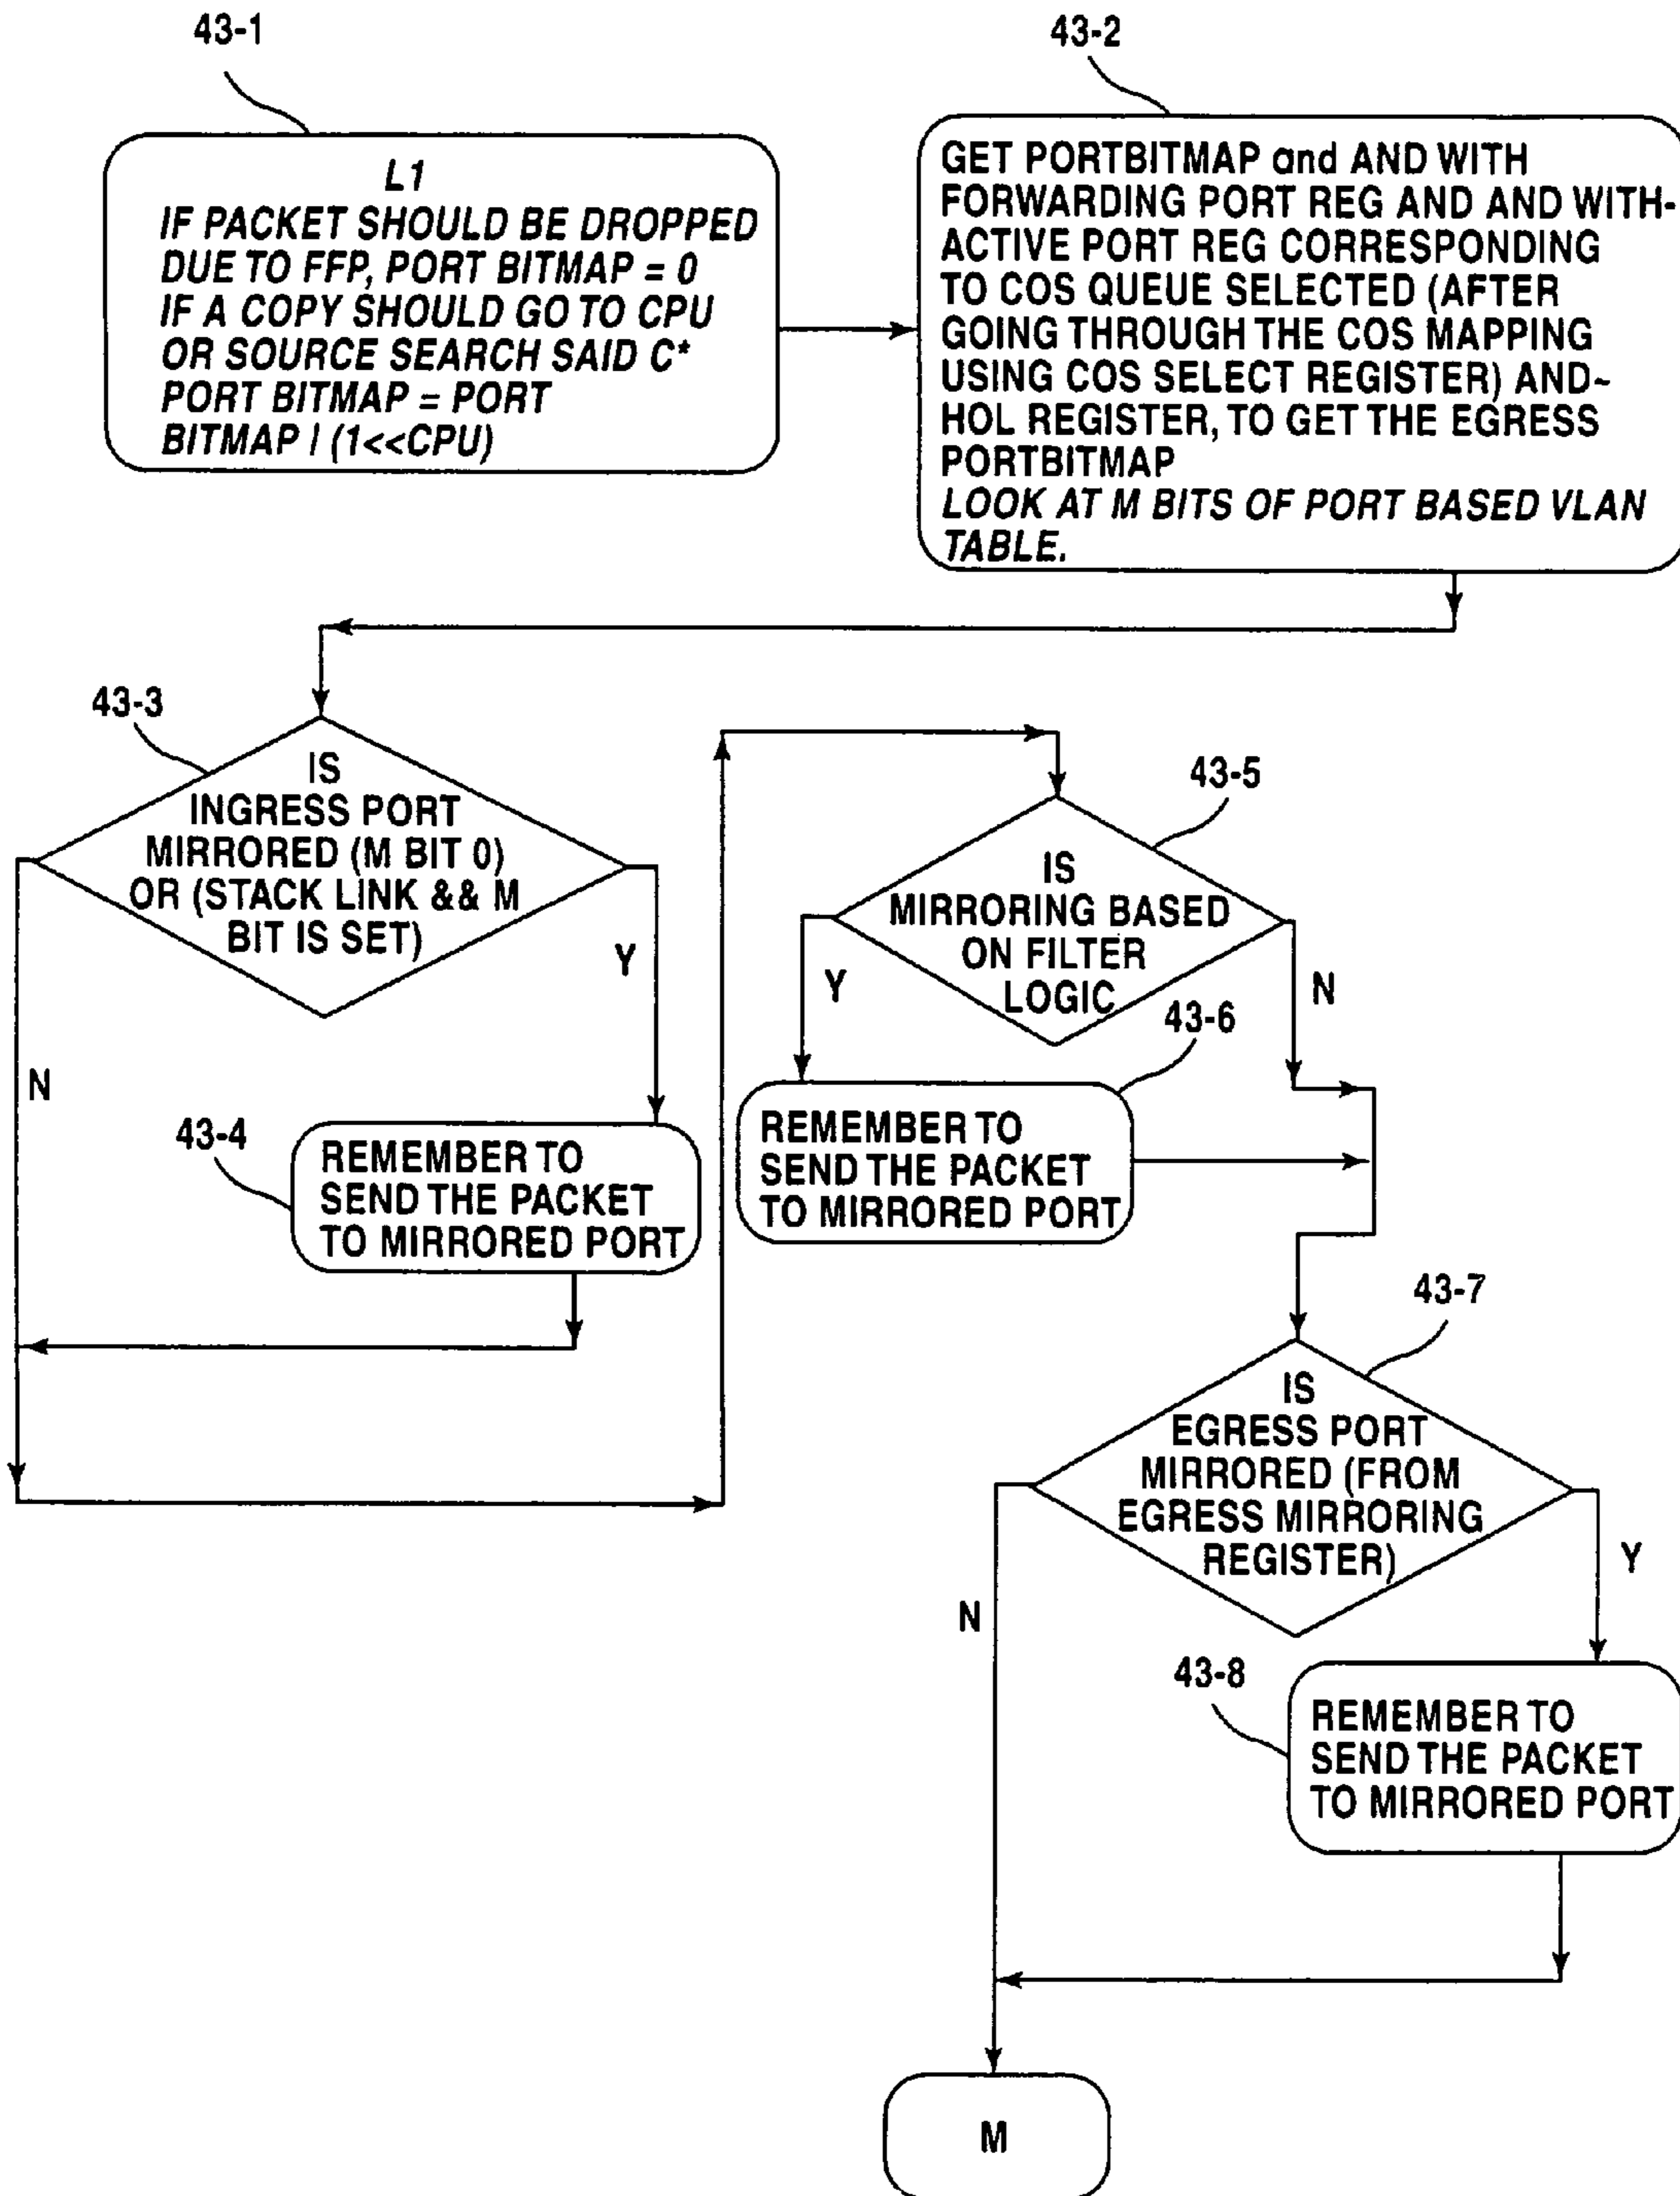 43-1
L1
IF PACKET SHOULD BE DROPPED
DUE TO FFP, PORT BITMAP = 0
IF A COPY SHOULD GO TO CPU
OR SOURCE SEARCH SAID C*
PORT BITMAP = PORT
BITMAP | (1<<CPU)
43-2
GET PORTBITMAP and AND WITH
FORWARDING PORT REG AND AND WITH-
ACTIVE PORT REG CORRESPONDING
TO COS QUEUE SELECTED (AFTER
GOING THROUGH THE COS MAPPING
USING COS SELECT REGISTER) AND~
HOL REGISTER, TO GET THE EGRESS
PORTBITMAP
LOOK AT M BITS OF PORT BASED VLAN
TABLE.
43-3
IS
INGRESS PORT
MIRRORED (M BIT 0)
OR (STACK LINK && M
BIT IS SET)
Y
N
43-4
REMEMBER TO
SEND THE PACKET
TO MIRRORED PORT
43-5
IS
MIRRORING BASED
ON FILTER
LOGIC
Y
N
43-6
REMEMBER TO
SEND THE PACKET
TO MIRRORED PORT
43-7
IS
EGRESS PORT
MIRRORED (FROM
EGRESS MIRRORING
REGISTER)
Y
N
43-8
REMEMBER TO
SEND THE PACKET
TO MIRRORED PORT
M